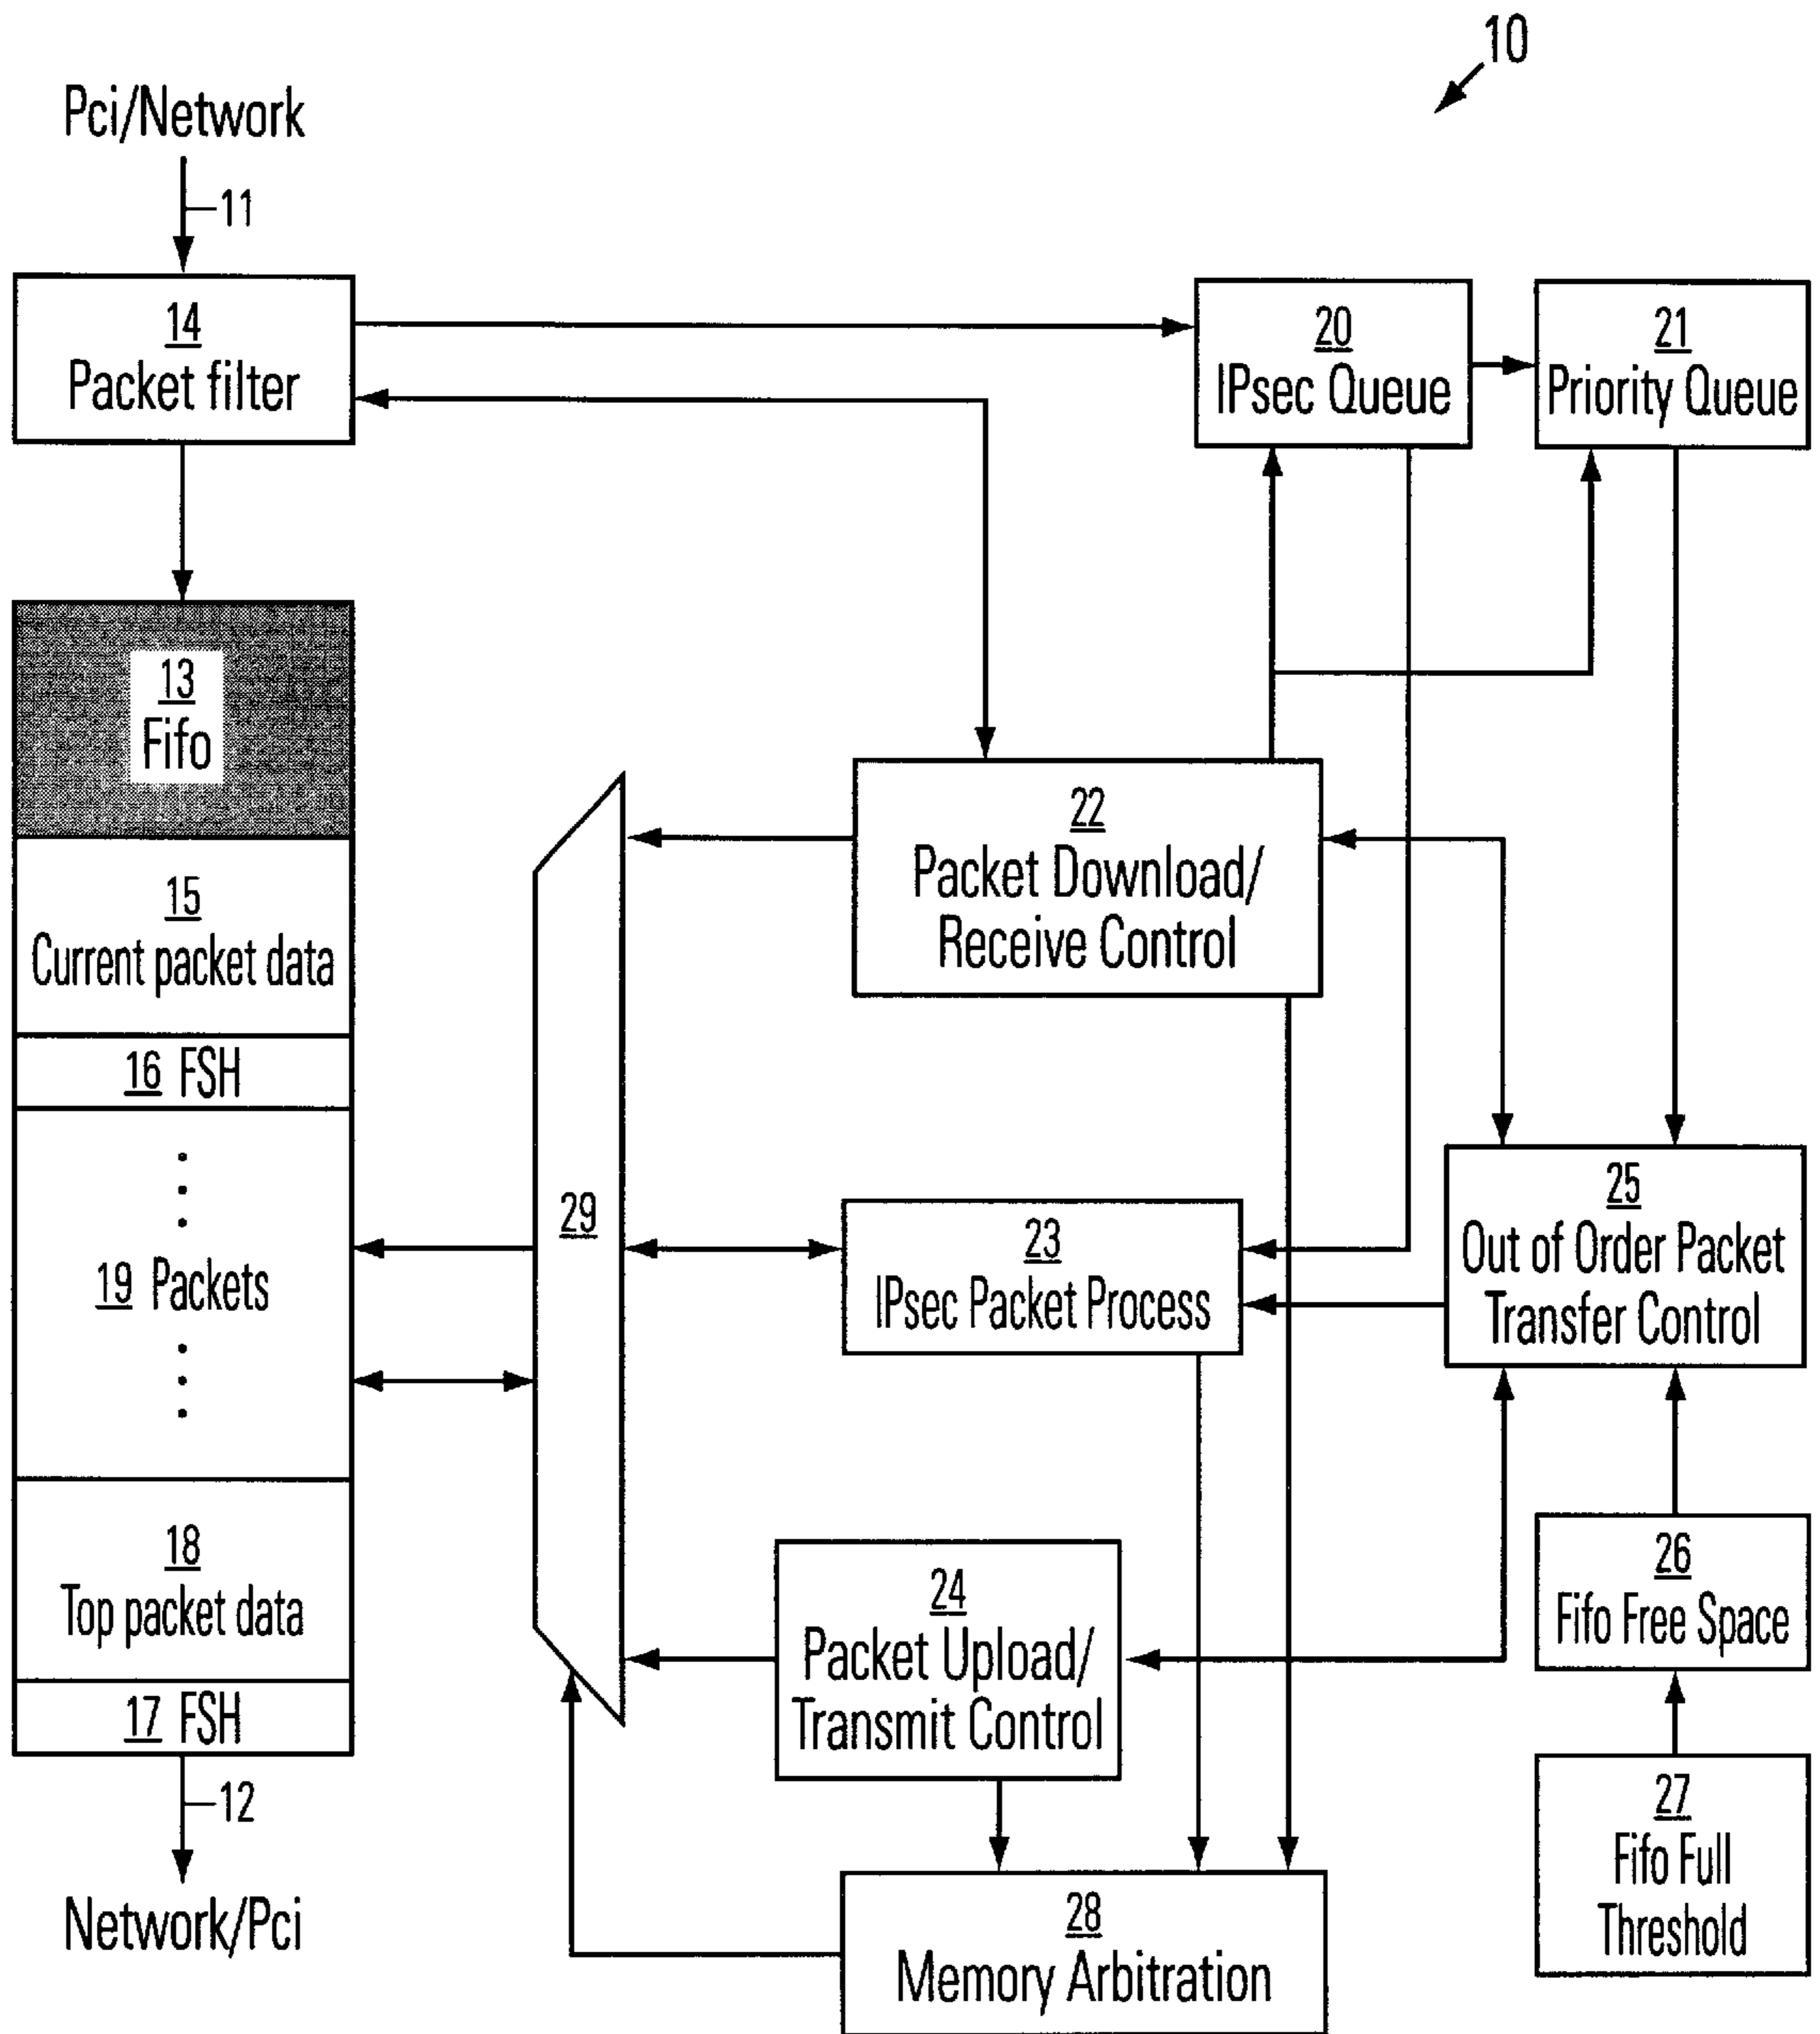 10
Pci/Network
11
14
Packet filter
20
IPsec Queue
21
Priority Queue
13
Fifo
22
Packet Download/
Receive Control
15
Current packet data
16 FSH
19 Packets
29
23
IPsec Packet Process
25
Out of Order Packet
Transfer Control
18
Top packet data
24
Packet Upload/
Transmit Control
26
Fifo Free Space
17 FSH
12
Network/Pci
27
Fifo Full
Threshold
28
Memory Arbitration